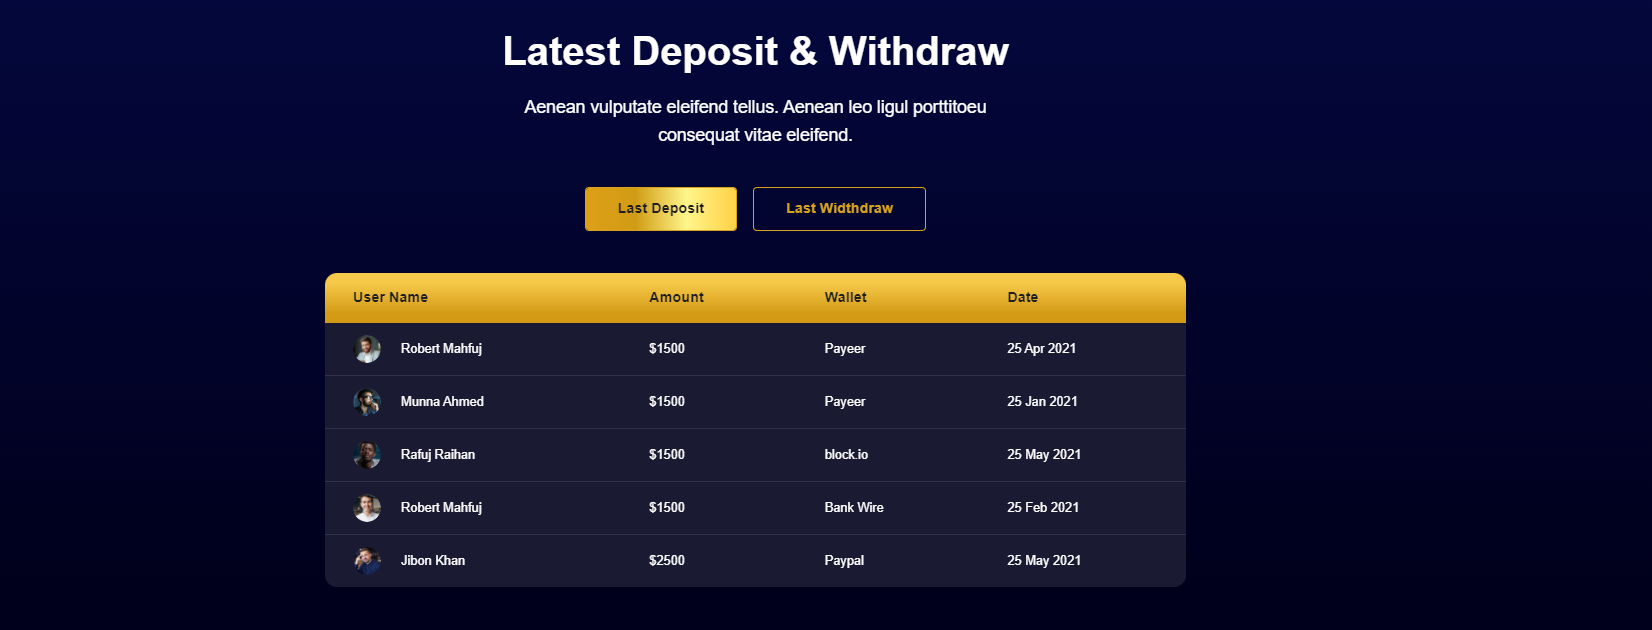 Latest Deposit & Withdraw
Aenean vulputate eleifend tellus. Aenean leo ligul porttitoeu
consequat vitae eleifend.
Last Deposit Last Widthdraw
User Name Amount Wallet Date
Robert Mahfuj $1500 Payeer 25 Apr 2021
Munna Ahmed $1500 Payeer 25 Jan 2021
Rafuj Raihan $1500 block.io 25 May 2021
Robert Mahfuj $1500 Bank Wire 25 Feb 2021
Jibon Khan $2500 Paypal 25 May 2021